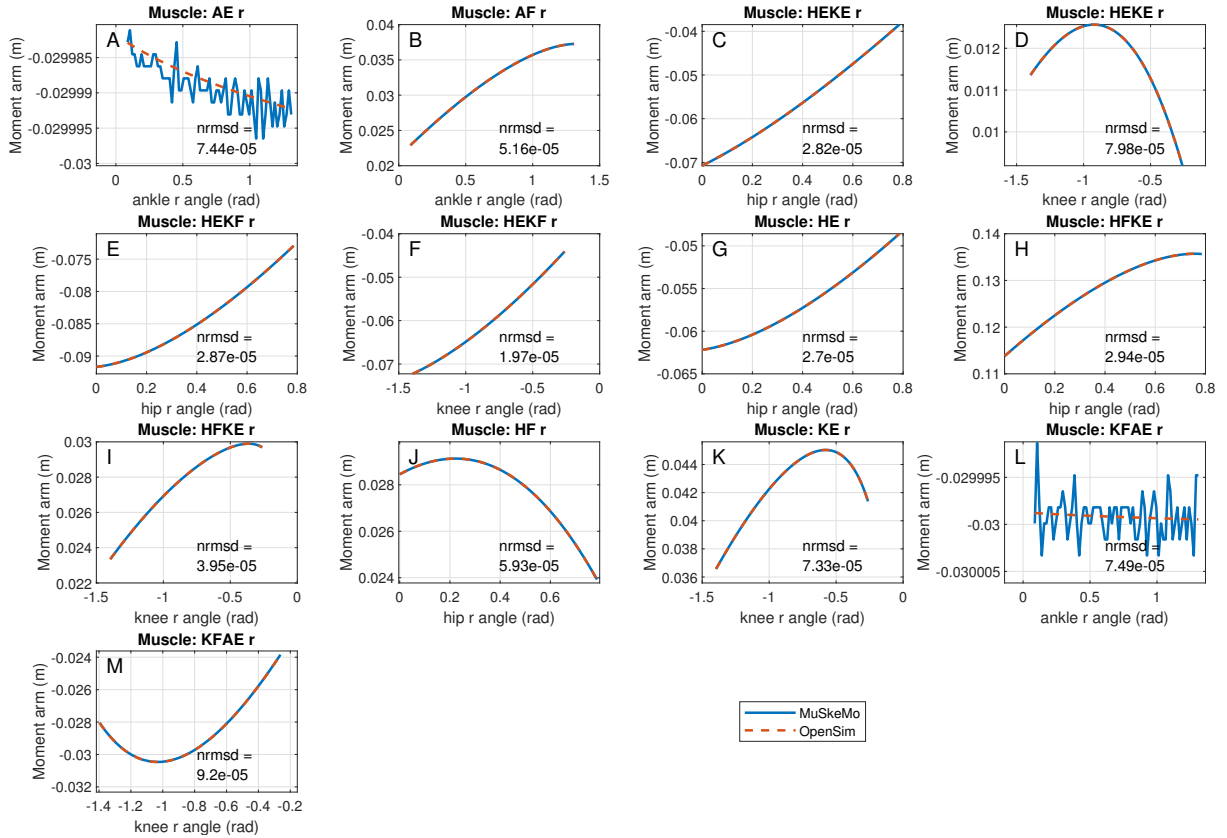 Muscle: AE r
A
Moment arm (m)
-0.029985
-0.02999
-0.029995
-0.03
nrmsd =
7.44e-05
0
0.5
1
ankle r angle (rad)
Muscle: AF r
B
Moment arm (m)
0.04
0.035
0.03
0.025
0.02
nrmsd =
5.16e-05
0
0.5
1
1.5
ankle r angle (rad)
Muscle: HEKE r
C
Moment arm (m)
-0.04
-0.05
-0.06
-0.07
nrmsd =
2.82e-05
0
0.2
0.4
0.6
0.8
hip r angle (rad)
Muscle: HEKE r
D
Moment arm (m)
0.012
0.011
0.01
nrmsd =
7.98e-05
-1.5
-1
-0.5
0
knee r angle (rad)
Muscle: HEKF r
E
Moment arm (m)
-0.075
-0.08
-0.085
-0.09
nrmsd =
2.87e-05
0
0.2
0.4
0.6
0.8
hip r angle (rad)
Muscle: HEKF r
F
Moment arm (m)
-0.04
-0.05
-0.06
-0.07
nrmsd =
1.97e-05
-1.5
-1
-0.5
0
knee r angle (rad)
Muscle: HE r
G
Moment arm (m)
-0.05
-0.055
-0.06
-0.065
nrmsd =
2.7e-05
0
0.2
0.4
0.6
0.8
hip r angle (rad)
Muscle: HFKE r
H
Moment arm (m)
0.14
0.13
0.12
0.11
nrmsd =
2.94e-05
0
0.2
0.4
0.6
0.8
hip r angle (rad)
Muscle: HFKE r
I
Moment arm (m)
0.03
0.028
0.026
0.024
0.022
nrmsd =
3.95e-05
-1.5
-1
-0.5
0
knee r angle (rad)
Muscle: HF r
J
Moment arm (m)
0.028
0.026
0.024
nrmsd =
5.93e-05
0
0.2
0.4
0.6
hip r angle (rad)
Muscle: KE r
K
Moment arm (m)
0.044
0.042
0.04
0.038
0.036
nrmsd =
7.33e-05
-1.5
-1
-0.5
0
knee r angle (rad)
Muscle: KFAE r
L
Moment arm (m)
-0.029995
-0.03
-0.030005
nrmsd =
7.49e-05
0
0.5
1
ankle r angle (rad)
Muscle: KFAE r
M
Moment arm (m)
-0.024
-0.026
-0.028
-0.03
-0.032
nrmsd =
9.2e-05
-1.4
-1.2
-1
-0.8
-0.6
-0.4
-0.2
knee r angle (rad)
MuSkeMo
OpenSim